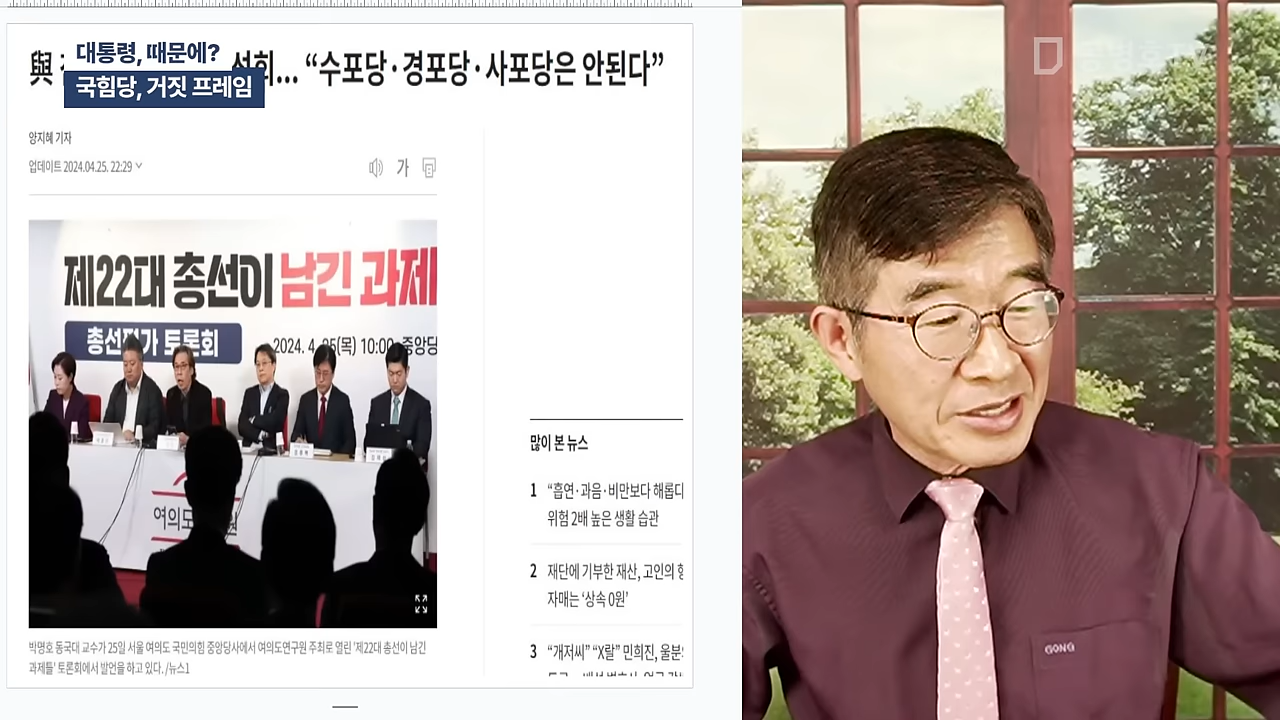 대통령, 때문에?
국힘당, 거짓 프레임
與 석회... “수포당·경포당·사포당은 안된다”
양지혜 기자
업데이트 2024.04.25. 22:29
가
제22대 총선이 남긴 과제
총선평가 토론회
2024. 4. 25(목) 10:00 중앙당
여의도 원
박명호 동국대 교수가 25일 서울 여의도 국민의힘 중앙당사에서 여의도연구원 주최로 열린 '제22대 총선이 남긴
과제들' 토론회에서 발언을 하고 있다. /뉴스1
많이 본 뉴스
1 “흡연·과음·비만보다 해롭다
위험 2배 높은 생활 습관
2 재단에 기부한 재산, 고인의 형
자매는 ‘상속 0원’
3 “개저씨” “X랄” 민희진, 울분
GONG